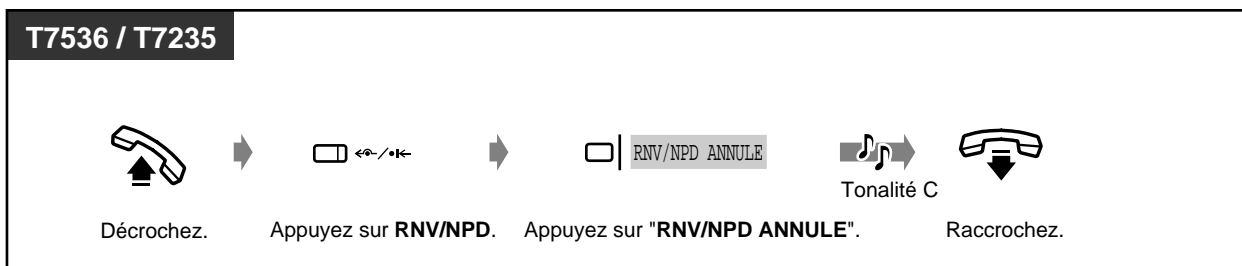 T7536 / T7235
RNV/NPD ANNULE
Tonalité C
Décrochez.
Appuyez sur RNV/NPD.
Appuyez sur "RNV/NPD ANNULE".
Raccrochez.